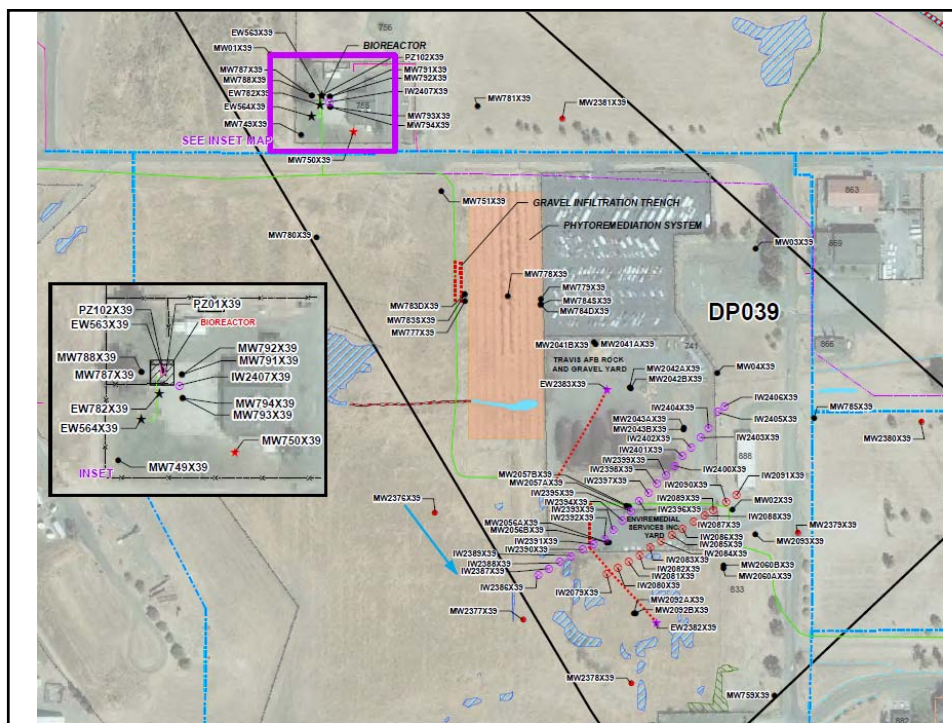 756
EW563X39
BIOREACTOR
MW01X39
PZ102X39
MW787X39
MW791X39
MW788X39
MW792X39
EW782X39
IW2407X39
EW564X39
MW793X39
MW749X39
MW794X39
MW781X39
MW2381X39
SEE INSET MAP
MW750X39
MW751X39
863
GRAVEL INFILTRATION TRENCH
PHYTOREMEDIATION SYSTEM
MW780X39
MW03X39
869
MW778X39
MW779X39
MW783DX39
MW784SX39
MW783SX39
MW784DX39
MW777X39
DP039
PZ102X39
PZ01X39
EW563X39
BIOREACTOR
MW788X39
MW792X39
MW787X39
MW791X39
IW2407X39
EW782X39
MW794X39
EW564X39
MW793X39
MW750X39
MW749X39
INSET
741
MW2041BX39
MW2041AX39
TRAVIS AFB ROCK
AND GRAVEL YARD
MW2042AX39
MW2042BX39
MW04X39
EW2383X39
IW2406X39
IW2404X39
IW2405X39
MW2043AX39
MW2043BX39
MW785X39
MW2380X39
IW2402X39
IW2403X39
IW2401X39
888
IW2399X39
IW2400X39
IW2398X39
IW2091X39
IW2397X39
IW2090X39
MW2057BX39
MW2057AX39
IW2395X39
IW2089X39
MW02X39
IW2394X39
IW2396X39
IW2393X39
IW2088X39
IW2392X39
IW2087X39
ENVIREMEDIAL
SERVICES INC
YARD
MW2379X39
MW2376X39
MW2056AX39
MW2056BX39
IW2086X39
MW2093X39
IW2391X39
IW2085X39
IW2390X39
IW2084X39
IW2389X39
IW2083X39
IW2388X39
IW2082X39
MW2060BX39
IW2387X39
IW2081X39
MW2060AX39
IW2386X39
IW2080X39
IW2079X39
833
MW2092AX39
MW2092BX39
MW2377X39
EW2382X39
MW2378X39
MW759X39
882